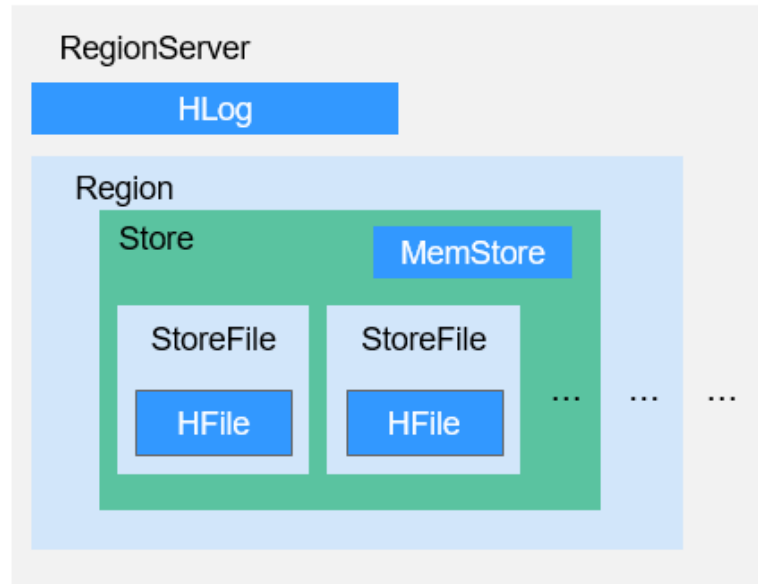 RegionServer
HLog
Region
Store
MemStore
StoreFile
StoreFile
HFile
HFile
... ... ...